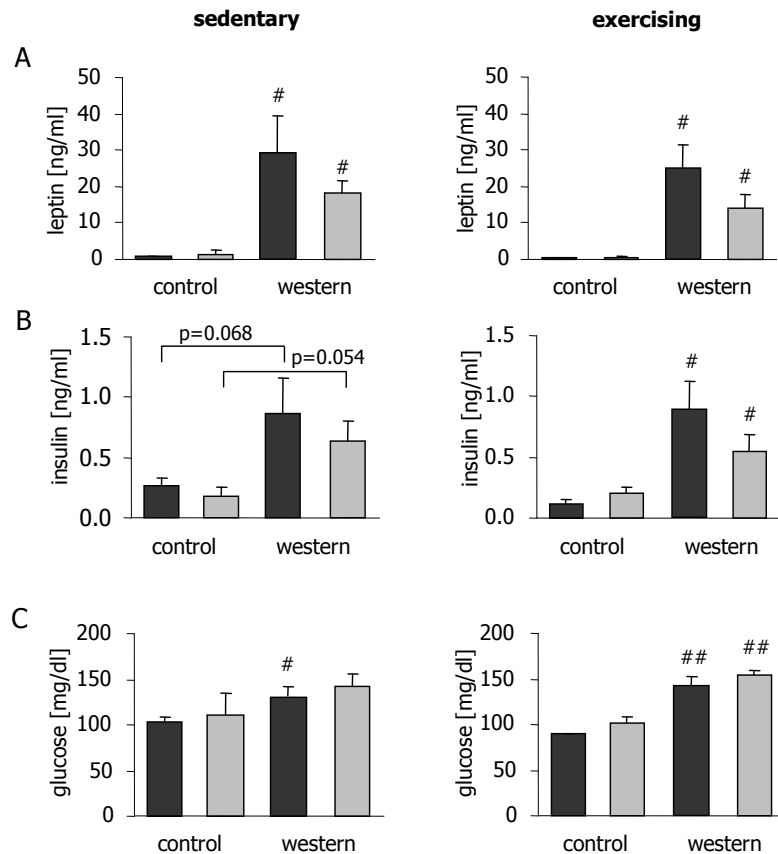 sedentary
exercising
A
leptin [ng/ml]
50
40
30
20
10
0
#
#
control
western
leptin [ng/ml]
50
40
30
20
10
0
#
#
control
western
B
insulin [ng/ml]
1.5
1.0
0.5
0.0
p=0.068
p=0.054
control
western
insulin [ng/ml]
1.5
1.0
0.5
0.0
#
#
control
western
C
glucose [mg/dl]
200
150
100
50
0
#
control
western
glucose [mg/dl]
200
150
100
50
0
##
##
control
western